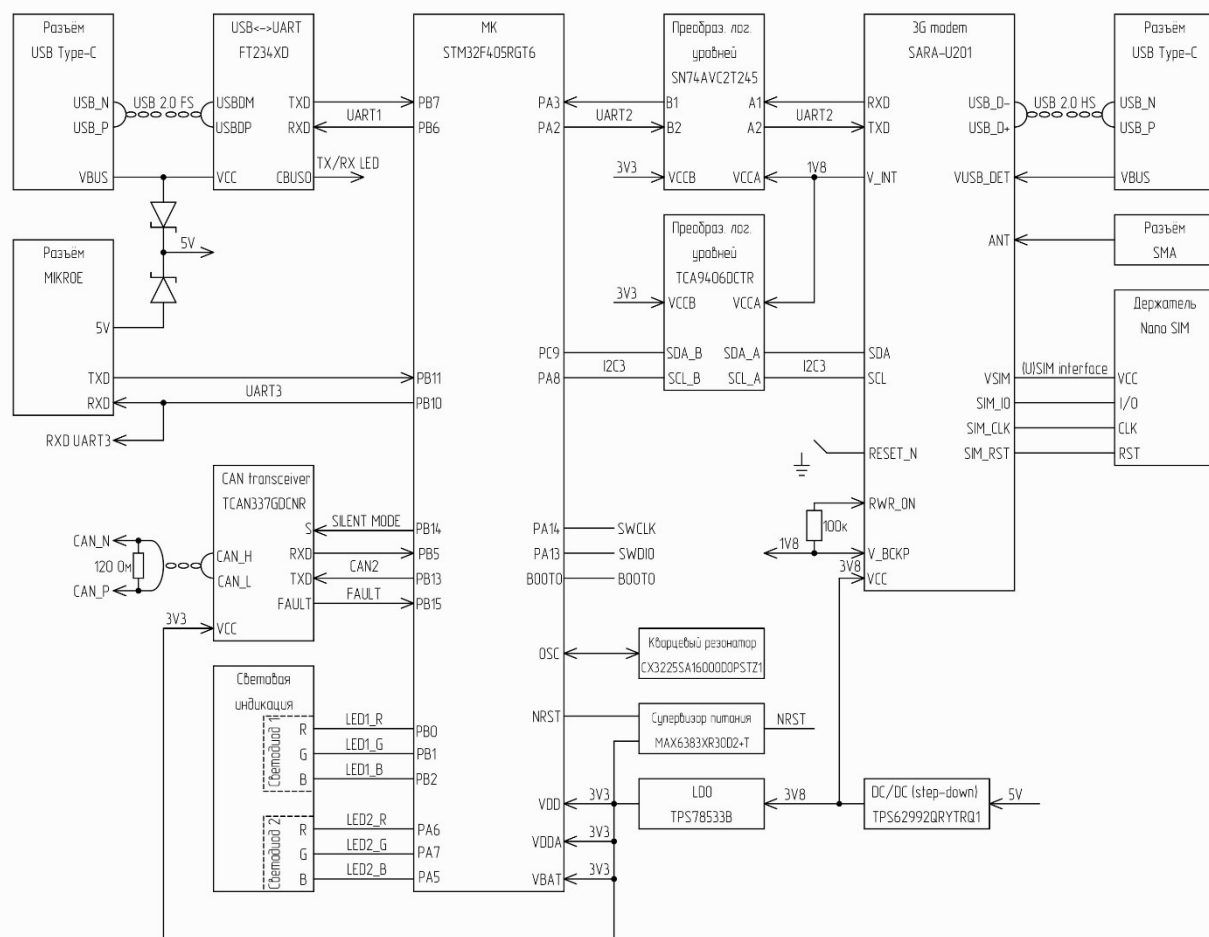 Разъём
USB Type-C
USB_N
USB_P
VBUS
USB 2.0 FS
USB<->UART
FT234XD
USBDM
USBDP
VCC
TXD
RXD
CBUS0
UART1
TX/RX LED
5V
Разъём
MIKROE
5V
TXD
RXD
UART3
RXD UART3
CAN transceiver
TCAN337GDCNR
S
CAN_H
RXD
CAN_L
TXD
FAULT
VCC
CAN_N
120 Ом
CAN_P
3V3
SILENT MODE
CAN2
FAULT
Световая
индикация
Светодиод 1
R
G
B
Светодиод 2
R
G
B
LED1_R
LED1_G
LED1_B
LED2_R
LED2_G
LED2_B
МК
STM32F405RGT6
PB7
PB6
PB11
PB10
PB14
PB5
PB13
PB15
PB0
PB1
PB2
PA6
PA7
PA5
PA3
PA2
PC9
PA8
PA14
PA13
BOOT0
OSC
NRST
VDD
VDDA
VBAT
UART2
3V3
3V3
I2C3
SWCLK
SWDIO
BOOT0
3V3
3V3
3V3
Преобраз. лог.
уровней
SN74AVC2T245
B1
A1
B2
A2
VCCB
VCCA
Преобраз. лог.
уровней
TCA9406DCTR
VCCB
VCCA
SDA_B
SDA_A
SCL_B
SCL_A
UART2
1V8
I2C3
Кварцевый резонатор
CX3225SA16000D0PSTZ1
Супервизор питания
MAX6383XR30D2+T
NRST
LDO
TPS78533B
3V8
DC/DC (step-down)
TPS62992QRYTRQ1
5V
3G modem
SARA-U201
RXD
TXD
V_INT
SDA
SCL
RESET_N
RWR_ON
V_BCKP
VCC
100к
1V8
3V8
USB_D-
USB_D+
VUSB_DET
ANT
VSIM
SIM_IO
SIM_CLK
SIM_RST
USB 2.0 HS
(U)SIM interface
Разъём
USB Type-C
USB_N
USB_P
VBUS
Разъём
SMA
Держатель
Nano SIM
VCC
I/O
CLK
RST